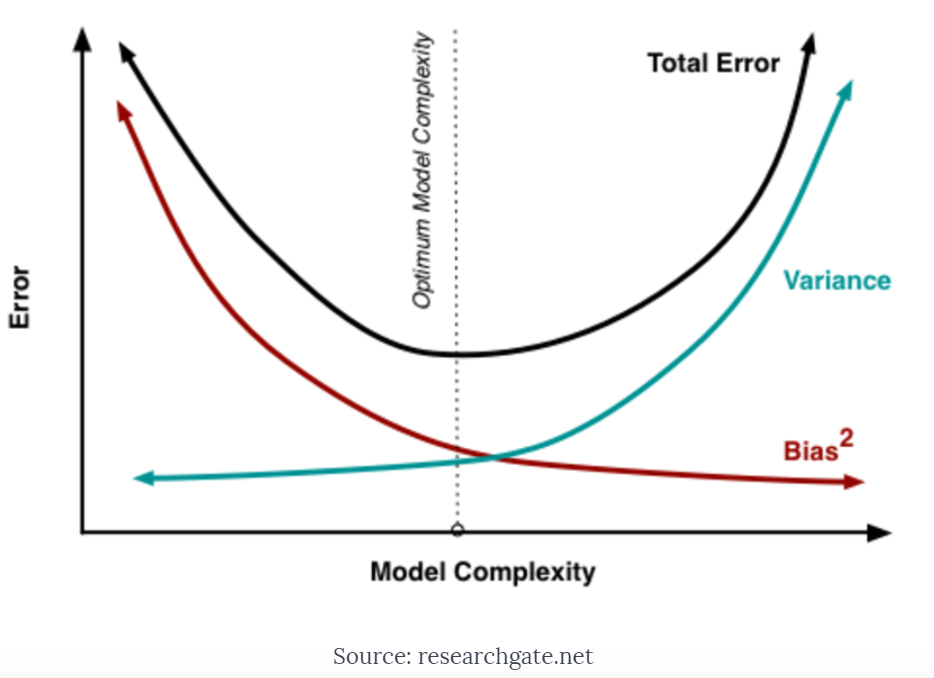 Optimum Model Complexity
Total Error
Error
Variance
Bias²
Model Complexity
Source: researchgate.net